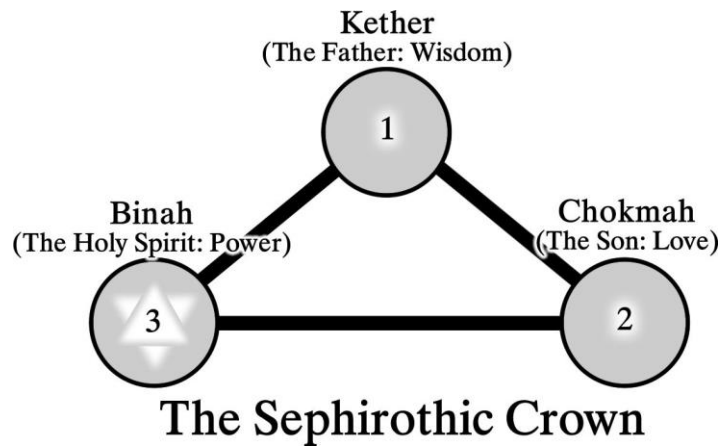 Kether
(The Father: Wisdom)
1
Binah
(The Holy Spirit: Power)
Chokmah
(The Son: Love)
3
2
The Sephirothic Crown